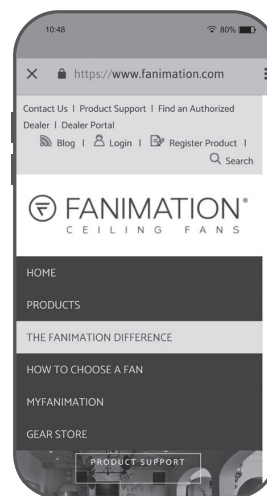 10:48
80%
https://www.fanimation.com
Contact Us | Product Support | Find an Authorized
Dealer | Dealer Portal
Blog | Login | Register Product |
Search
FANIMATION®
CEILING FANS
HOME
PRODUCTS
THE FANIMATION DIFFERENCE
HOW TO CHOOSE A FAN
MYFANIMATION
GEAR STORE
PRODUCT SUPPORT